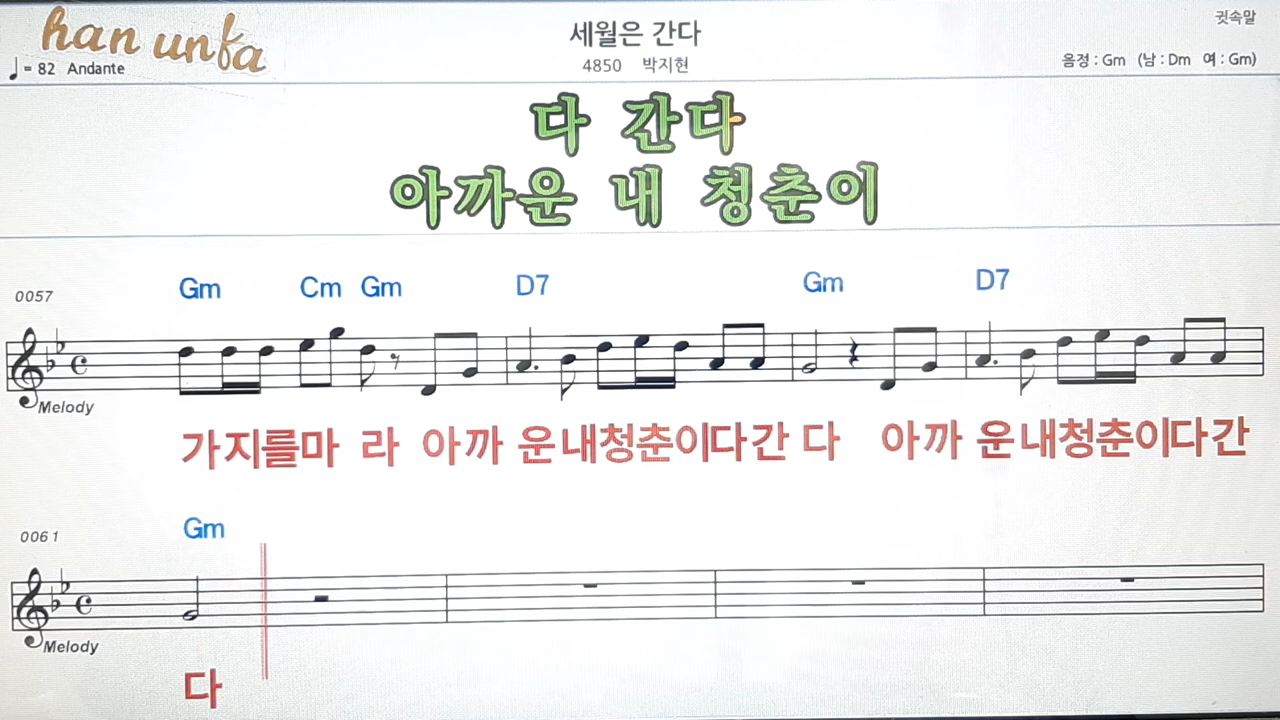 han unfa
세월은 간다
귓속말
♩= 82 Andante
4850 박지현
음정 : Gm (남 : Dm 여 : Gm)
다 간다
아까운 내 청춘이
0057 Gm Cm Gm D7 Gm D7
Melody
가지를마 라 아까 운내청춘이다간 다 아까 운내청춘이다간
0061 Gm
Melody
다